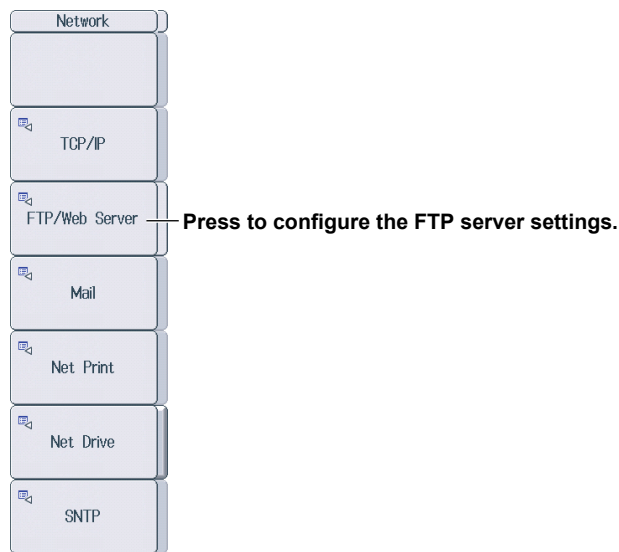 Network
TCP/IP
FTP/Web Server
Press to configure the FTP server settings.
Mail
Net Print
Net Drive
SNTP